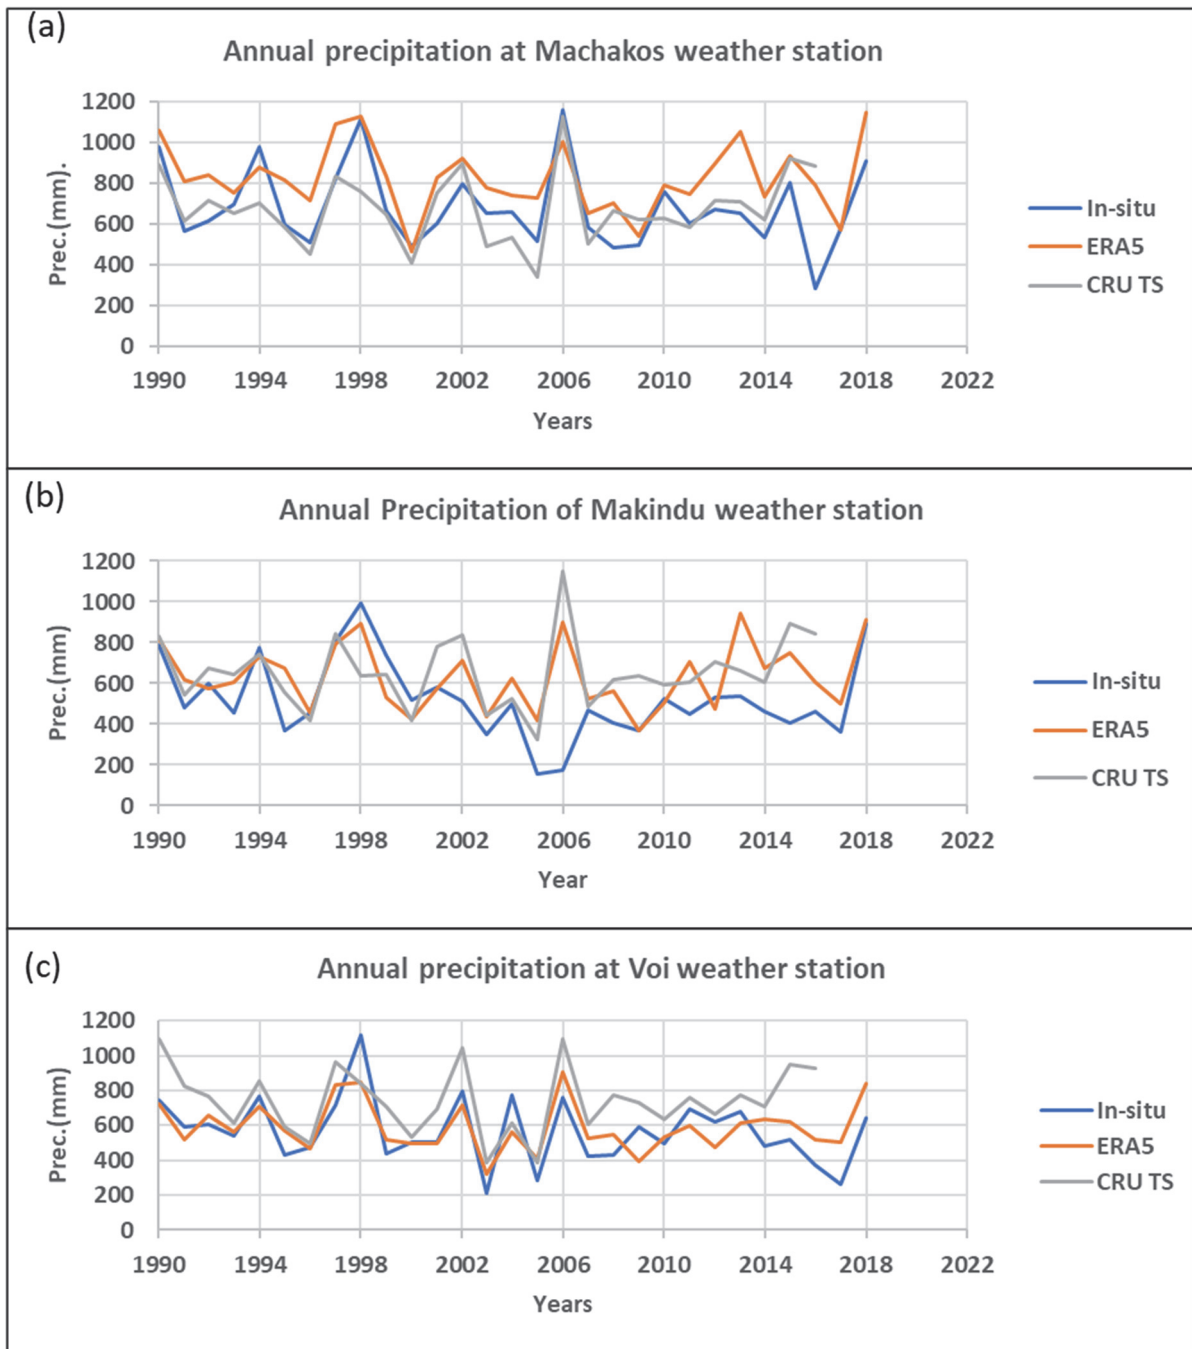 (a)
Annual precipitation at Machakos weather station
Prec.(mm).
1200
1000
800
600
400
200
0
1990 1994 1998 2002 2006 2010 2014 2018 2022
Years
In-situ
ERA5
CRU TS
(b)
Annual Precipitation of Makindu weather station
Prec.(mm)
1200
1000
800
600
400
200
0
1990 1994 1998 2002 2006 2010 2014 2018 2022
Year
In-situ
ERA5
CRU TS
(c)
Annual precipitation at Voi weather station
Prec.(mm)
1200
1000
800
600
400
200
0
1990 1994 1998 2002 2006 2010 2014 2018 2022
Years
In-situ
ERA5
CRU TS